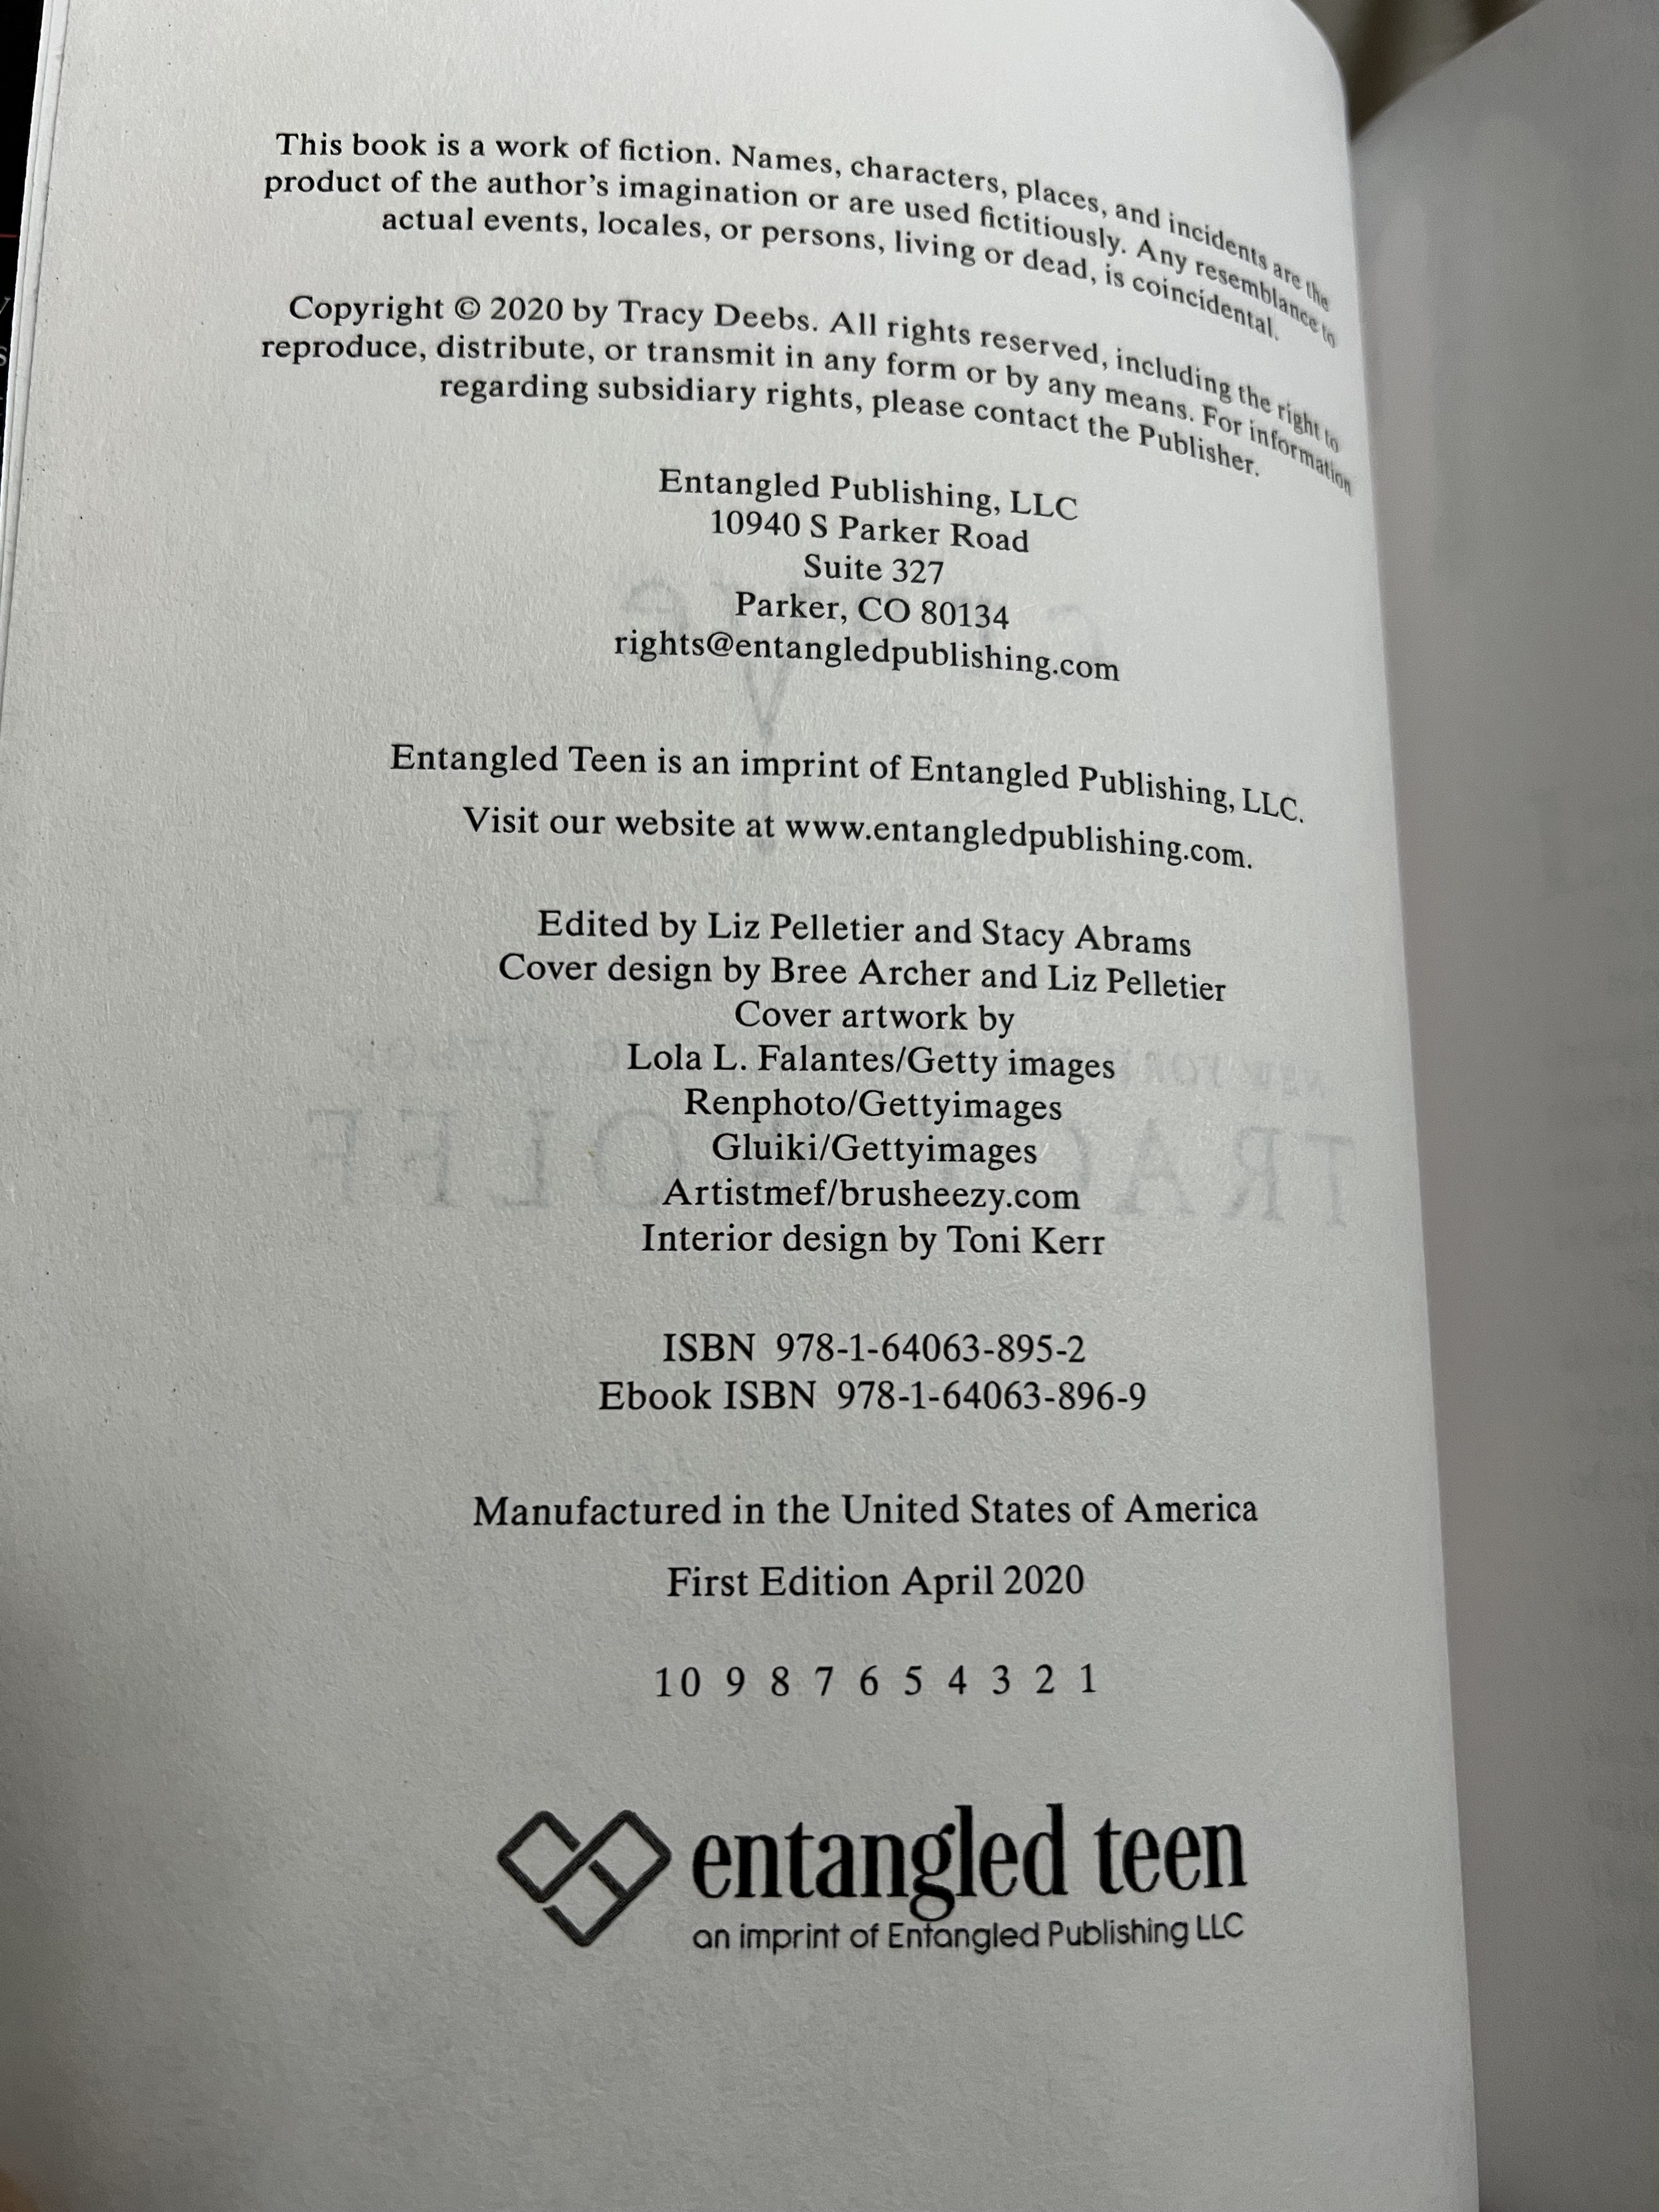 This book is a work of fiction. Names, characters, places, and incidents are the
product of the author's imagination or are used fictitiously. Any resemblance to
actual events, locales, or persons, living or dead, is coincidental.
Copyright © 2020 by Tracy Deebs. All rights reserved, including the right to
reproduce, distribute, or transmit in any form or by any means. For information
regarding subsidiary rights, please contact the Publisher.
Entangled Publishing, LLC
10940 S Parker Road
Suite 327
Parker, CO 80134
rights@entangledpublishing.com
Entangled Teen is an imprint of Entangled Publishing, LLC.
Visit our website at www.entangledpublishing.com.
Edited by Liz Pelletier and Stacy Abrams
Cover design by Bree Archer and Liz Pelletier
Cover artwork by
Lola L. Falantes/Getty images
Renphoto/Gettyimages
Gluiki/Gettyimages
Artistmef/brusheezy.com
Interior design by Toni Kerr
ISBN 978-1-64063-895-2
Ebook ISBN 978-1-64063-896-9
Manufactured in the United States of America
First Edition April 2020
10 9 8 7 6 5 4 3 2 1
entangled teen
an imprint of Entangled Publishing LLC